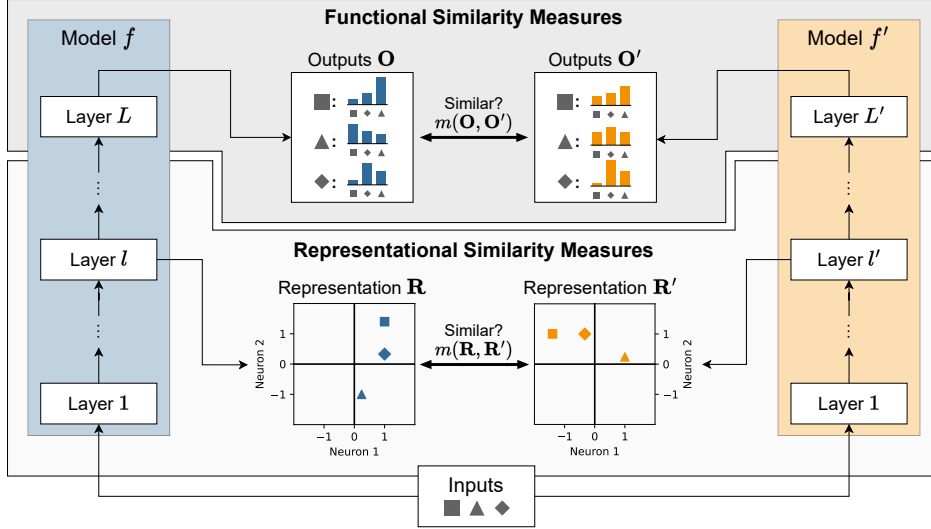 Functional Similarity Measures
Model f
Model f′
Outputs O
Outputs O′
Layer L
:
:
:
Similar?
m(O, O′)
:
:
:
Layer L′
...
...
Representational Similarity Measures
Layer l
Layer l′
Representation R
Representation R′
...
...
Neuron 2
1
0
−1
−1 0 1
Neuron 1
Similar?
m(R, R′)
1
0
−1
Neuron 2
−1 0 1
Neuron 1
Layer 1
Layer 1
Inputs